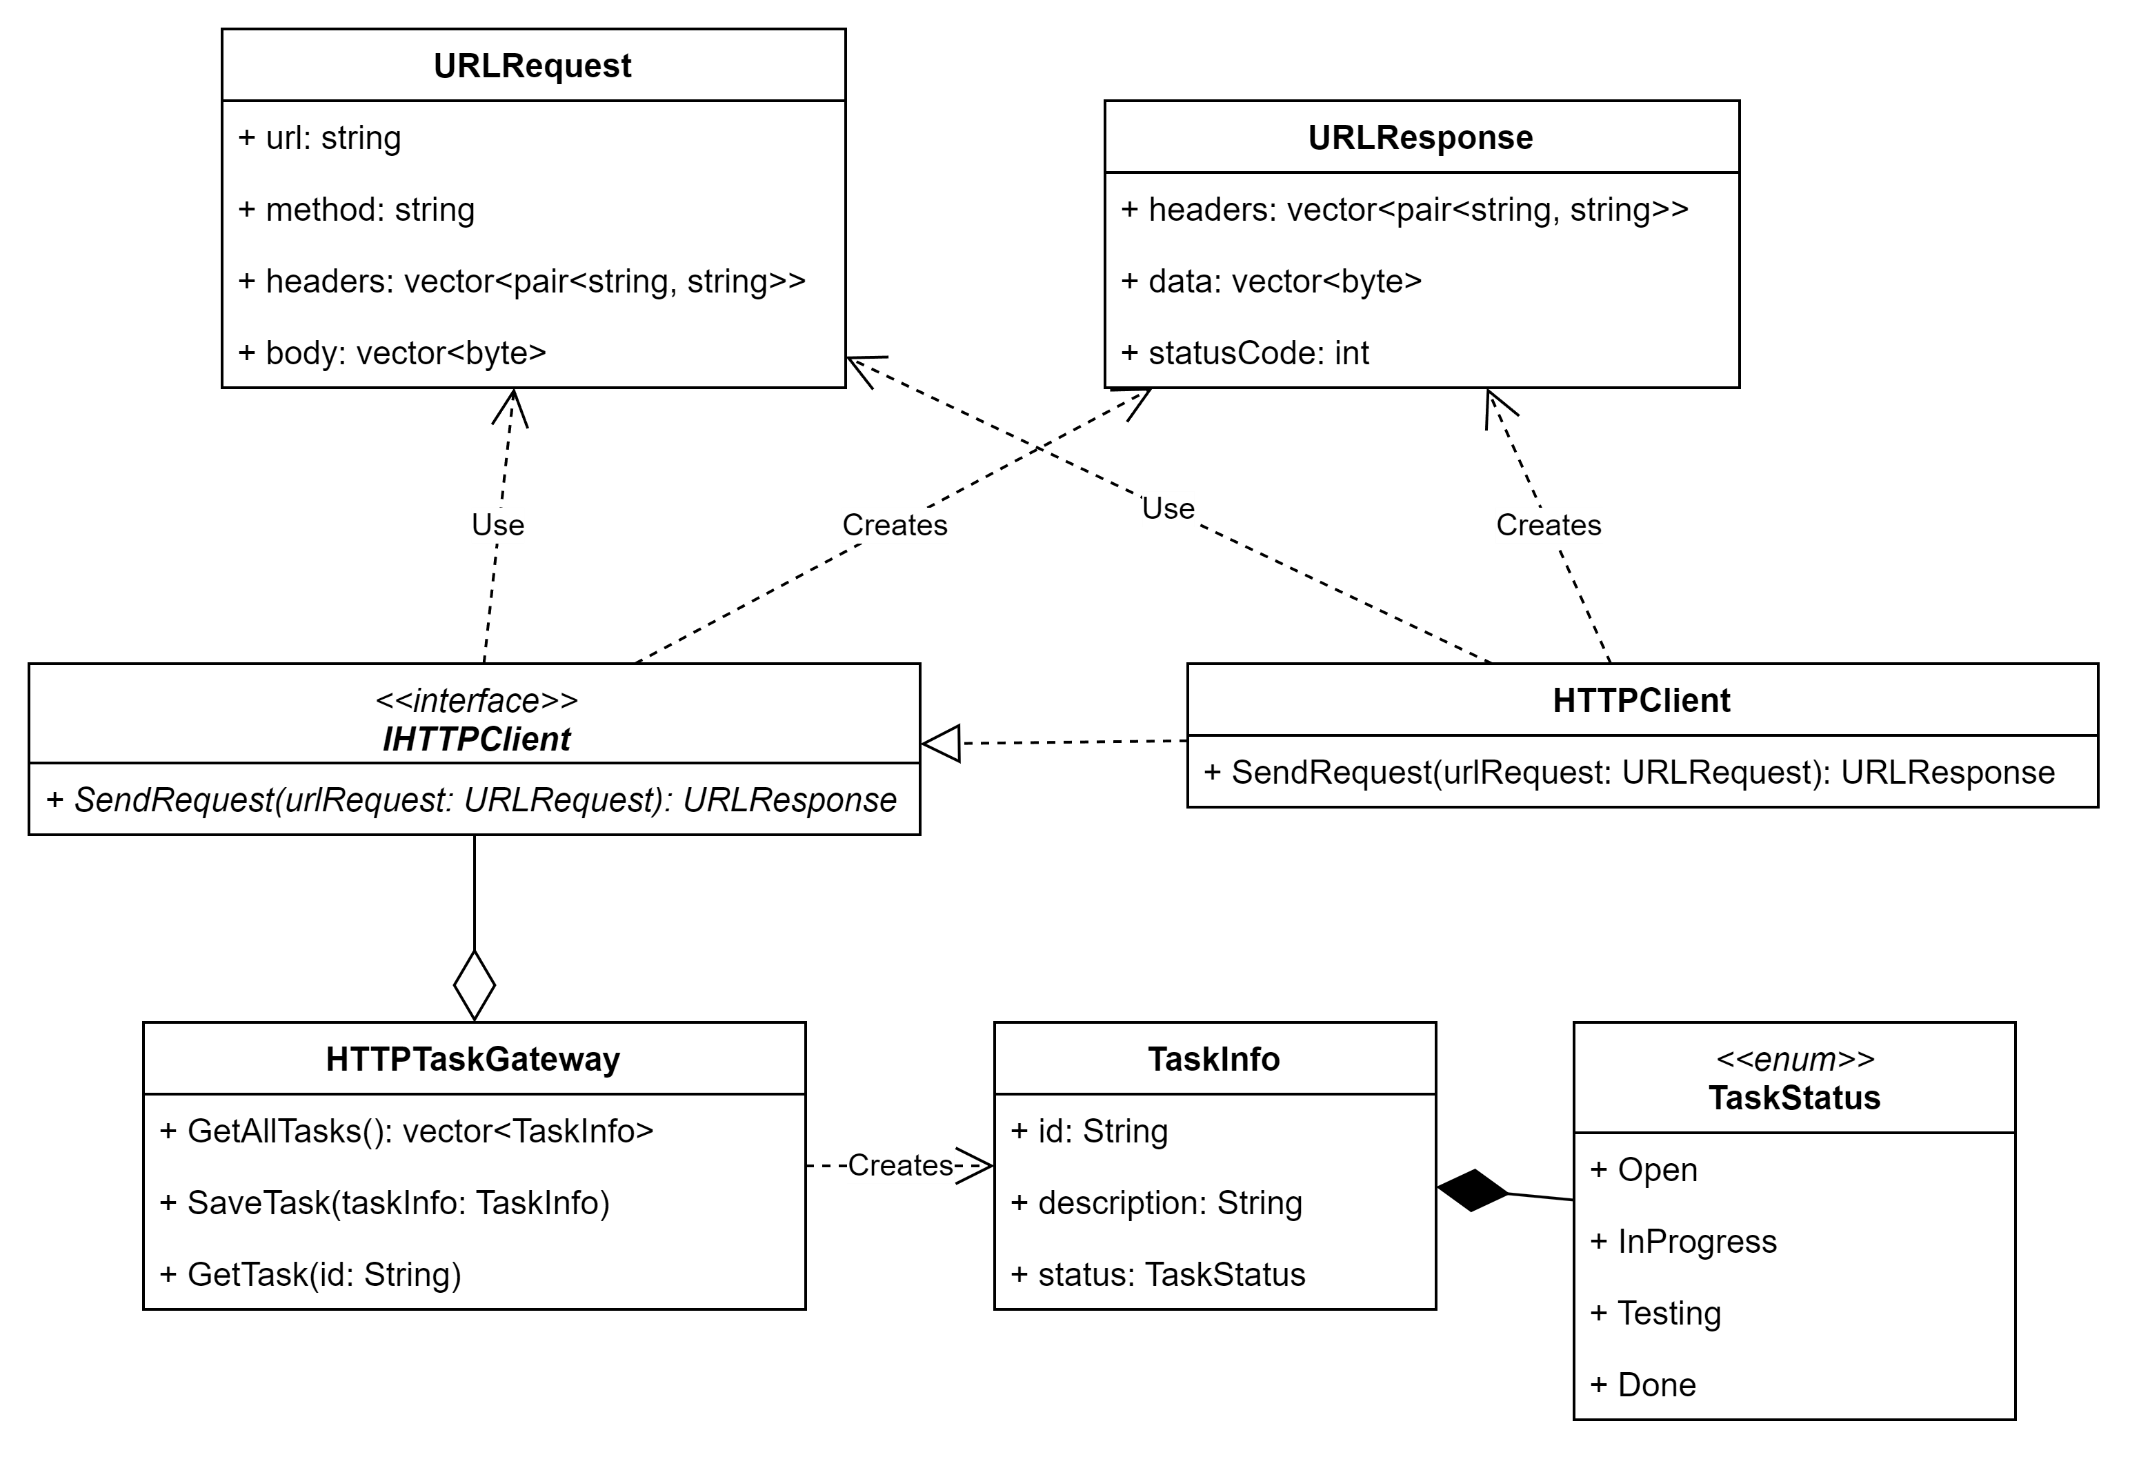 URLRequest
+ url: string
+ method: string
+ headers: vector<pair<string, string>>
+ body: vector<byte>
URLResponse
+ headers: vector<pair<string, string>>
+ data: vector<byte>
+ statusCode: int
Use
Creates
Use
Creates
<<interface>>
IHTTPClient
+ SendRequest(urlRequest: URLRequest): URLResponse
HTTPClient
+ SendRequest(urlRequest: URLRequest): URLResponse
HTTPTaskGateway
+ GetAllTasks(): vector<TaskInfo>
+ SaveTask(taskInfo: TaskInfo)
+ GetTask(id: String)
Creates
TaskInfo
+ id: String
+ description: String
+ status: TaskStatus
<<enum>>
TaskStatus
+ Open
+ InProgress
+ Testing
+ Done